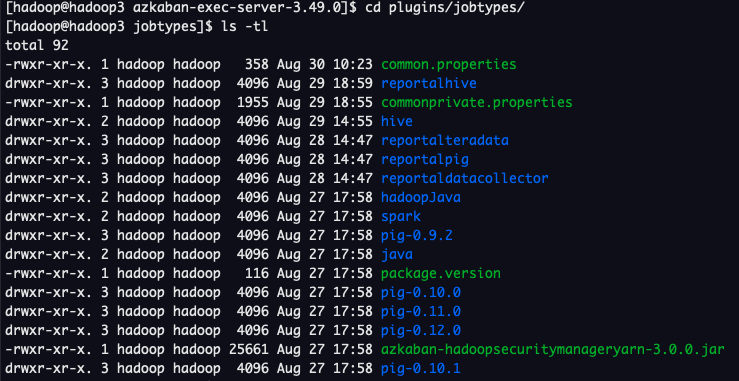 [hadoop@hadoop3 azkaban-exec-server-3.49.0]$ cd plugins/jobtypes/
[hadoop@hadoop3 jobtypes]$ ls -tl
total 92
-rwxr-xr-x. 1 hadoop hadoop   358 Aug 30 10:23 common.properties
drwxr-xr-x. 3 hadoop hadoop  4096 Aug 29 18:59 reportalhive
-rwxr-xr-x. 1 hadoop hadoop  1955 Aug 29 18:55 commonprivate.properties
drwxr-xr-x. 2 hadoop hadoop  4096 Aug 29 14:55 hive
drwxr-xr-x. 3 hadoop hadoop  4096 Aug 28 14:47 reportalteradata
drwxr-xr-x. 3 hadoop hadoop  4096 Aug 28 14:47 reportalpig
drwxr-xr-x. 3 hadoop hadoop  4096 Aug 28 14:47 reportaldatacollector
drwxr-xr-x. 2 hadoop hadoop  4096 Aug 27 17:58 hadoopJava
drwxr-xr-x. 2 hadoop hadoop  4096 Aug 27 17:58 spark
drwxr-xr-x. 3 hadoop hadoop  4096 Aug 27 17:58 pig-0.9.2
drwxr-xr-x. 2 hadoop hadoop  4096 Aug 27 17:58 java
-rwxr-xr-x. 1 hadoop hadoop   116 Aug 27 17:58 package.version
drwxr-xr-x. 3 hadoop hadoop  4096 Aug 27 17:58 pig-0.10.0
drwxr-xr-x. 3 hadoop hadoop  4096 Aug 27 17:58 pig-0.11.0
drwxr-xr-x. 3 hadoop hadoop  4096 Aug 27 17:58 pig-0.12.0
-rwxr-xr-x. 1 hadoop hadoop 25661 Aug 27 17:58 azkaban-hadoopsecuritymanageryarn-3.0.0.jar
drwxr-xr-x. 3 hadoop hadoop  4096 Aug 27 17:58 pig-0.10.1